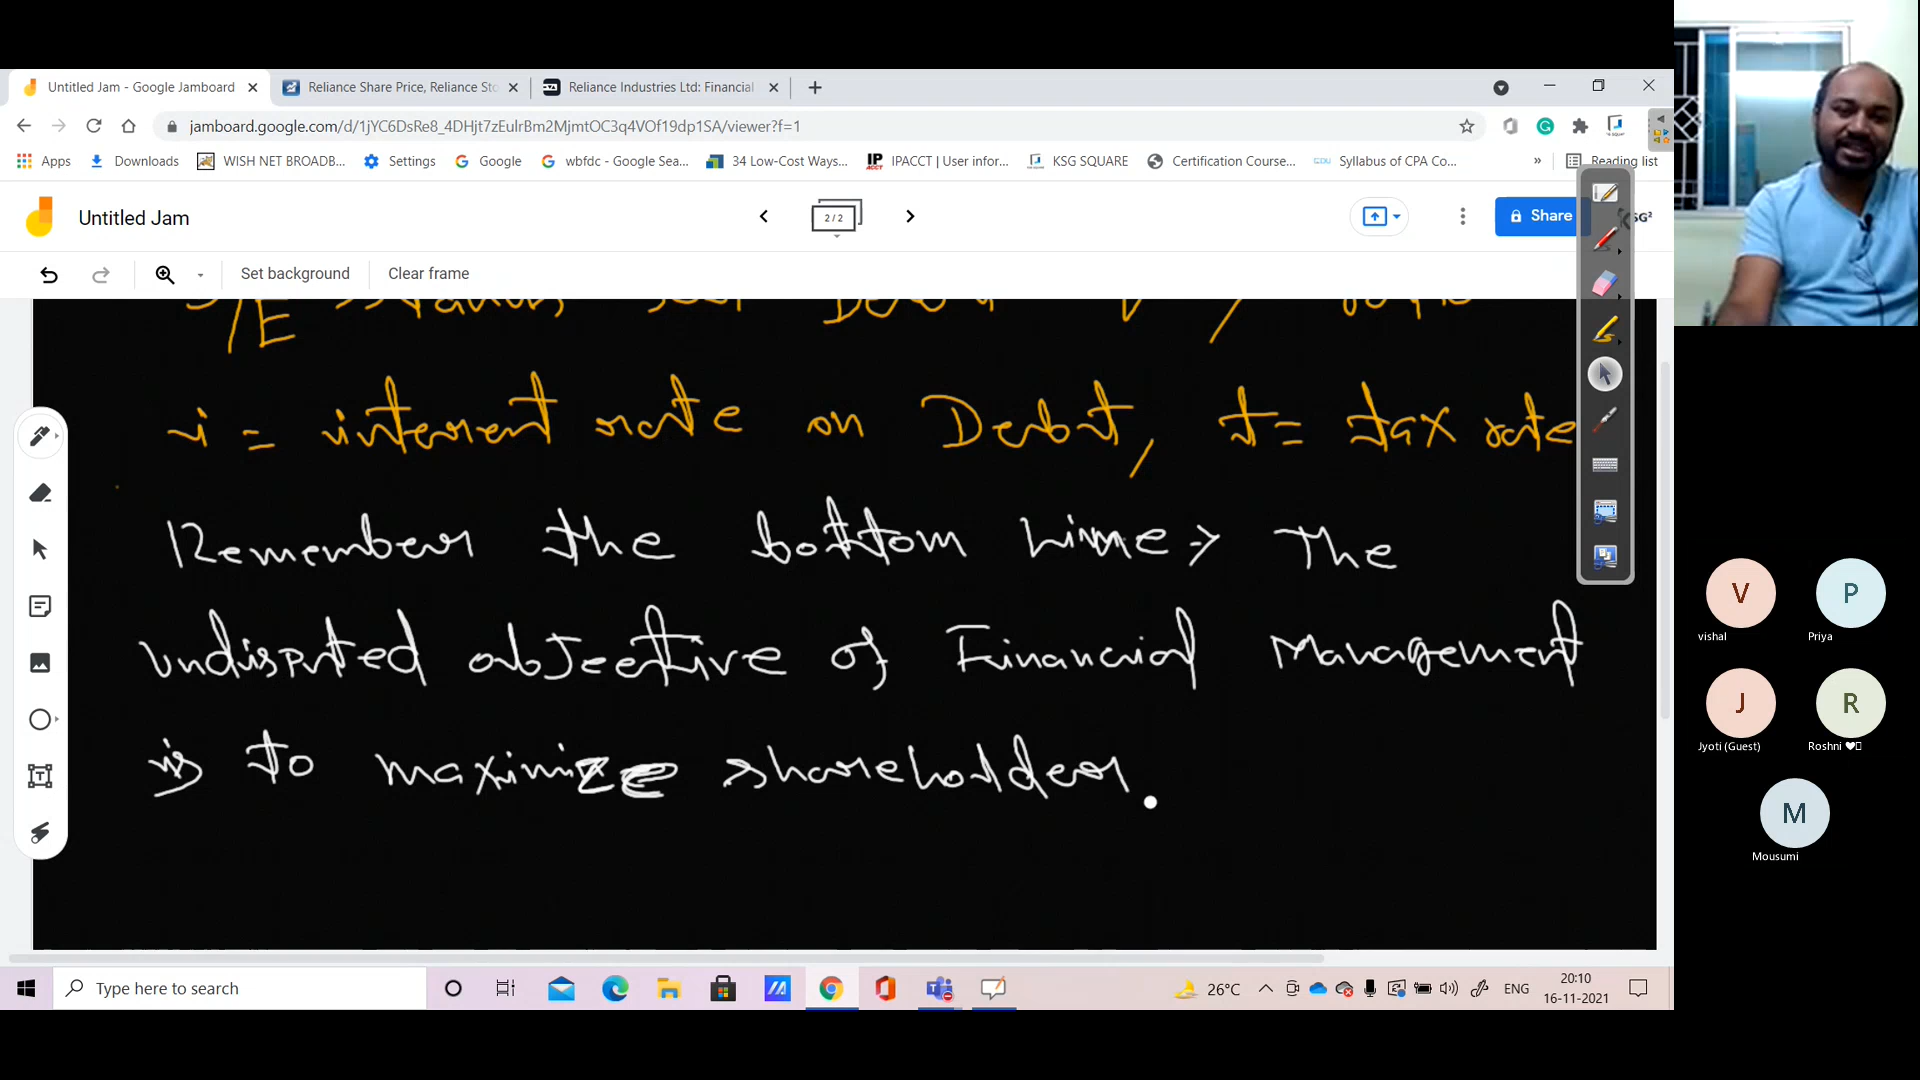 Untitled Jam - Google Jamboard
Reliance Share Price, Reliance Sto
Reliance Industries Ltd: Financial
jamboard.google.com/d/1jYC6DsRe8_4DHjt7zEulrBm2MjmtOC3q4VOf19dp1SA/viewer?f=1
Apps Downloads WISH NET BROADB... Settings Google wbfdc - Google Sea... 34 Low-Cost Ways... IP IPACCT | User infor... KSG SQUARE Certification Course... Syllabus of CPA Co... » Reading list
Untitled Jam 2 / 2 Share SG²
Set background Clear frame
i = interest rate on Debt, t = tax rate
Remember the bottom Line → The
undisputed objective of Financial Management
is to maximize shareholder.
V P
vishal Priya
J R
Jyoti (Guest) Roshni ❤
M
Mousumi
Type here to search
26°C ENG 20:10
16-11-2021